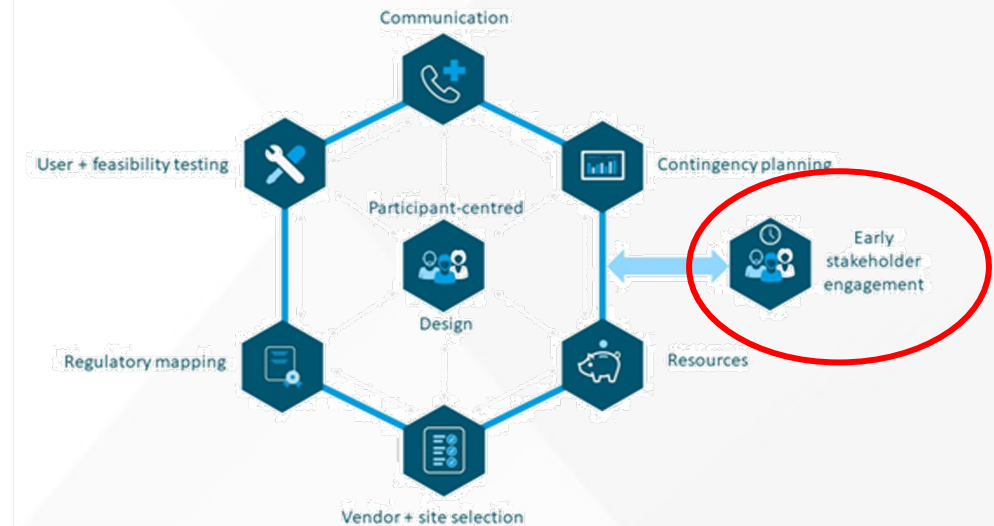 Communication
User + feasibility testing
Contingency planning
Participant-centred
Early
stakeholder
engagement
Design
Regulatory mapping
Resources
Vendor + site selection